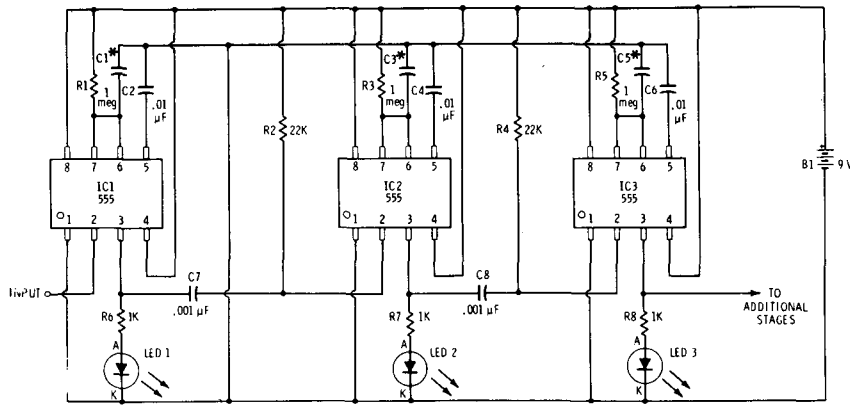 C1* C3* C5*
R1 C2 R3 C4 R5 C6
1 meg .01 µF 1 meg .01 µF 1 meg .01 µF
R2 22K R4 22K
B1 9 V
8 7 6 5 8 7 6 5 8 7 6 5
IC1 IC2 IC3
555 555 555
1 2 3 4 1 2 3 4 1 2 3 4
INPUT
C7 C8
.001 µF .001 µF
TO
ADDITIONAL
STAGES
R6 1K R7 1K R8 1K
A LED 1 A LED 2 A LED 3
K K K